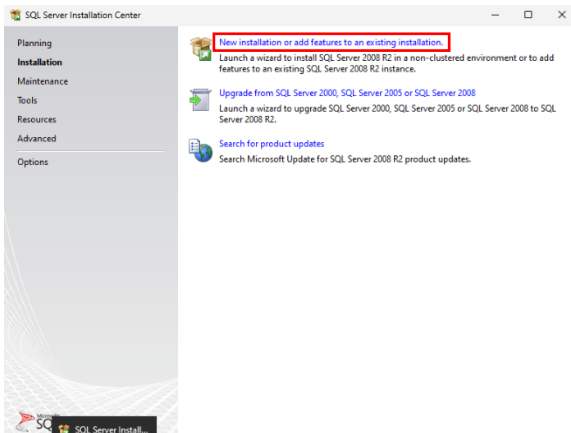 SQL Server Installation Center
Planning
Installation
Maintenance
Tools
Resources
Advanced
Options
New installation or add features to an existing installation.
Launch a wizard to install SQL Server 2008 R2 in a non-clustered environment or to add
features to an existing SQL Server 2008 R2 instance.
Upgrade from SQL Server 2000, SQL Server 2005 or SQL Server 2008
Launch a wizard to upgrade SQL Server 2000, SQL Server 2005 or SQL Server 2008 to SQL
Server 2008 R2.
Search for product updates
Search Microsoft Update for SQL Server 2008 R2 product updates.
SQL Server Install...